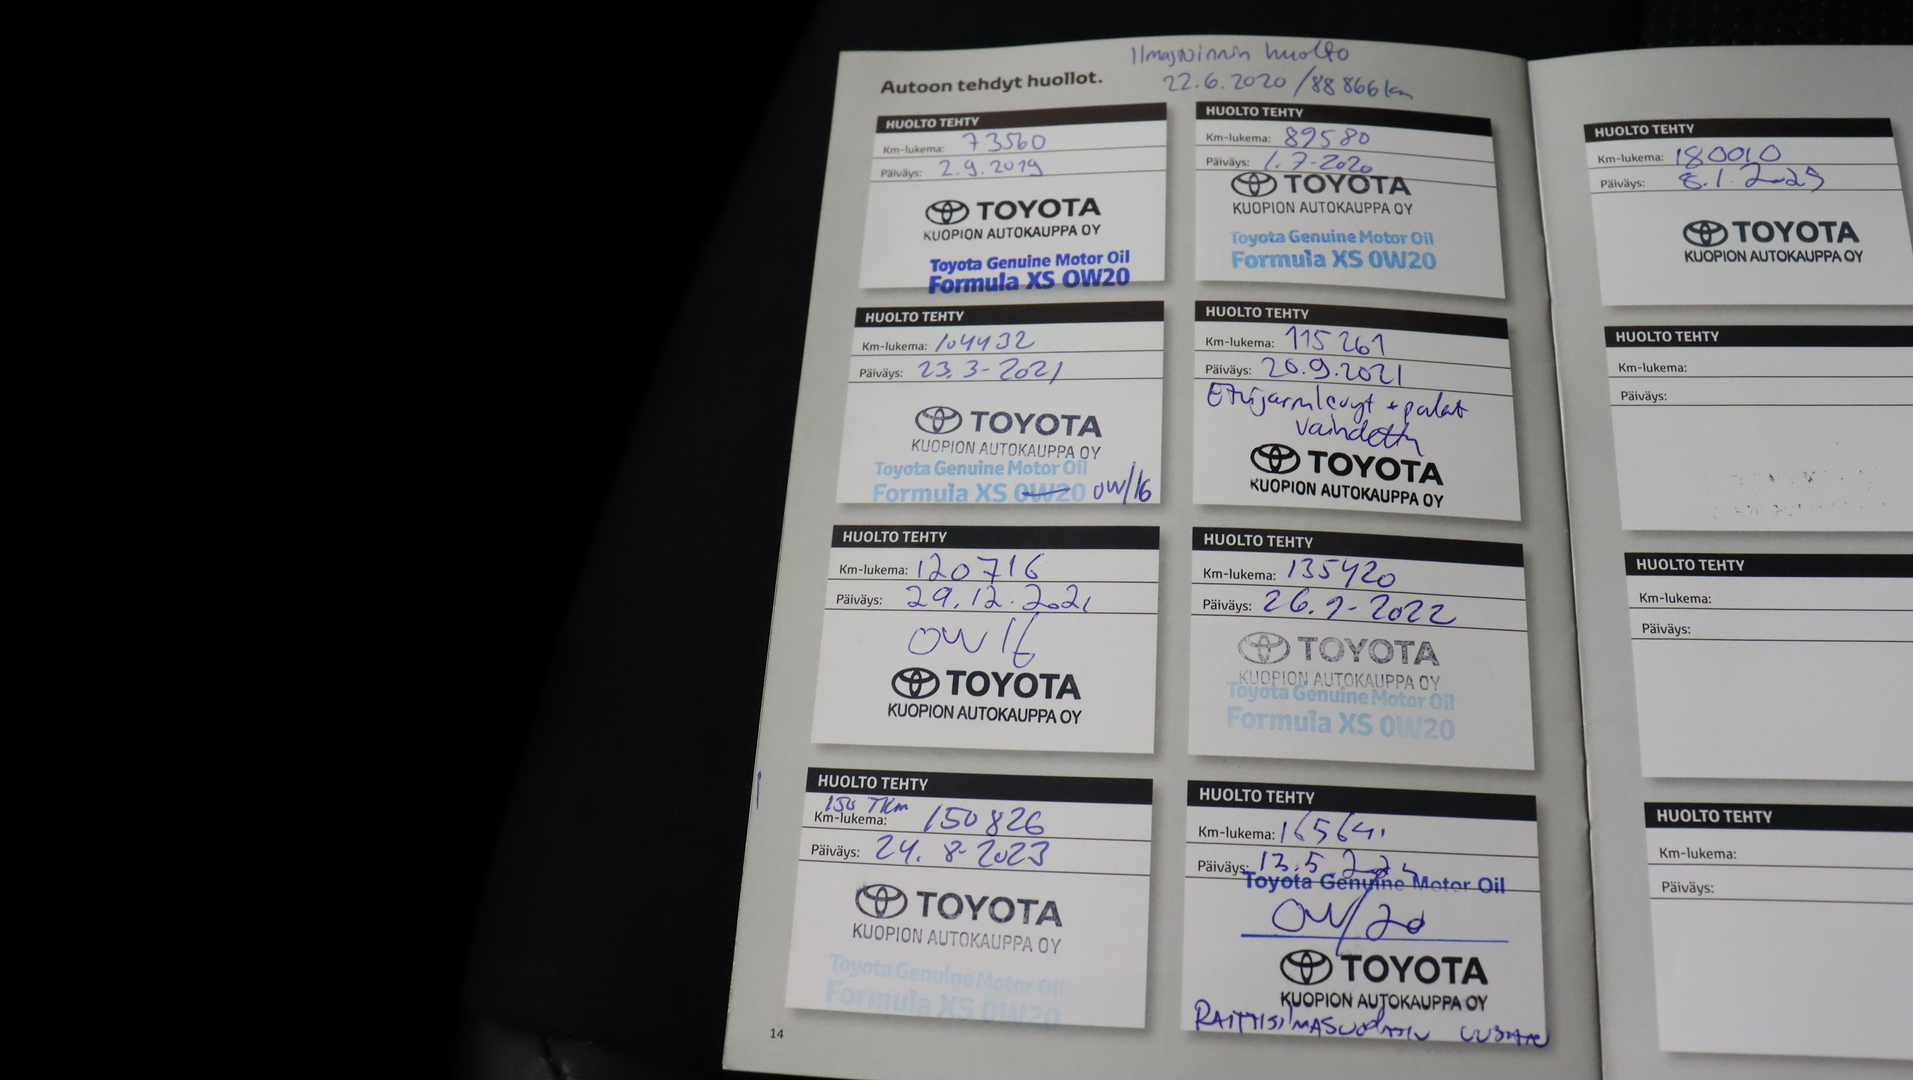 Autoon tehdyt huollot.
Ilmastoinnin huolto
22.6.2020 /88866km
HUOLTO TEHTY
Km-lukema: 73560
Päiväys: 2.9.2019
TOYOTA
KUOPION AUTOKAUPPA OY
Toyota Genuine Motor Oil
Formula XS 0W20
HUOLTO TEHTY
Km-lukema: 89580
Päiväys: 1.7-2020
TOYOTA
KUOPION AUTOKAUPPA OY
Toyota Genuine Motor Oil
Formula XS 0W20
HUOLTO TEHTY
Km-lukema: 104432
Päiväys: 23.3-2021
TOYOTA
KUOPION AUTOKAUPPA OY
Toyota Genuine Motor Oil
Formula XS 0W20 0W/16
HUOLTO TEHTY
Km-lukema: 115261
Päiväys: 20.9.2021
Etujarrulevyt + palat
vaihdettu
TOYOTA
KUOPION AUTOKAUPPA OY
HUOLTO TEHTY
Km-lukema: 120716
Päiväys: 29.12.2021
0W16
TOYOTA
KUOPION AUTOKAUPPA OY
HUOLTO TEHTY
Km-lukema: 135420
Päiväys: 26.9-2022
TOYOTA
KUOPION AUTOKAUPPA OY
Toyota Genuine Motor Oil
Formula XS 0W20
HUOLTO TEHTY
150 TKm
Km-lukema: 150826
Päiväys: 24.8-2023
TOYOTA
KUOPION AUTOKAUPPA OY
Toyota Genuine Motor Oil
Formula XS 0W20
HUOLTO TEHTY
Km-lukema: 165641
Päiväys: 13.5.2024
Toyota Genuine Motor Oil
0W/20
TOYOTA
KUOPION AUTOKAUPPA OY
RAITISILMASUODATIN
14
HUOLTO TEHTY
Km-lukema: 180010
Päiväys: 8.1.2025
TOYOTA
KUOPION AUTOKAUPPA OY
HUOLTO TEHTY
Km-lukema:
Päiväys:
HUOLTO TEHTY
Km-lukema:
Päiväys:
HUOLTO TEHTY
Km-lukema:
Päiväys: